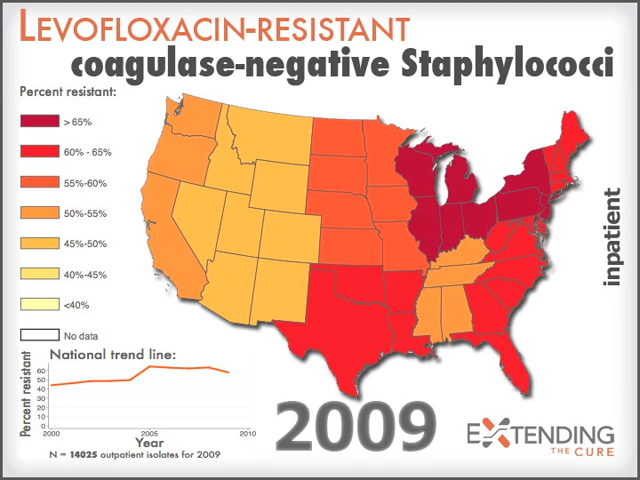 LEVOFLOXACIN-RESISTANT
coagulase-negative Staphylococci
Percent resistant:
> 65%
60% - 65%
55%-60%
50%-55%
45%-50%
40%-45%
<40%
No data
inpatient
National trend line:
Percent resistant
60
50
40
30
20
10
0
2000
2005
2010
Year
N = 14025 outpatient isolates for 2009
2009
EXTENDING
THE CURE